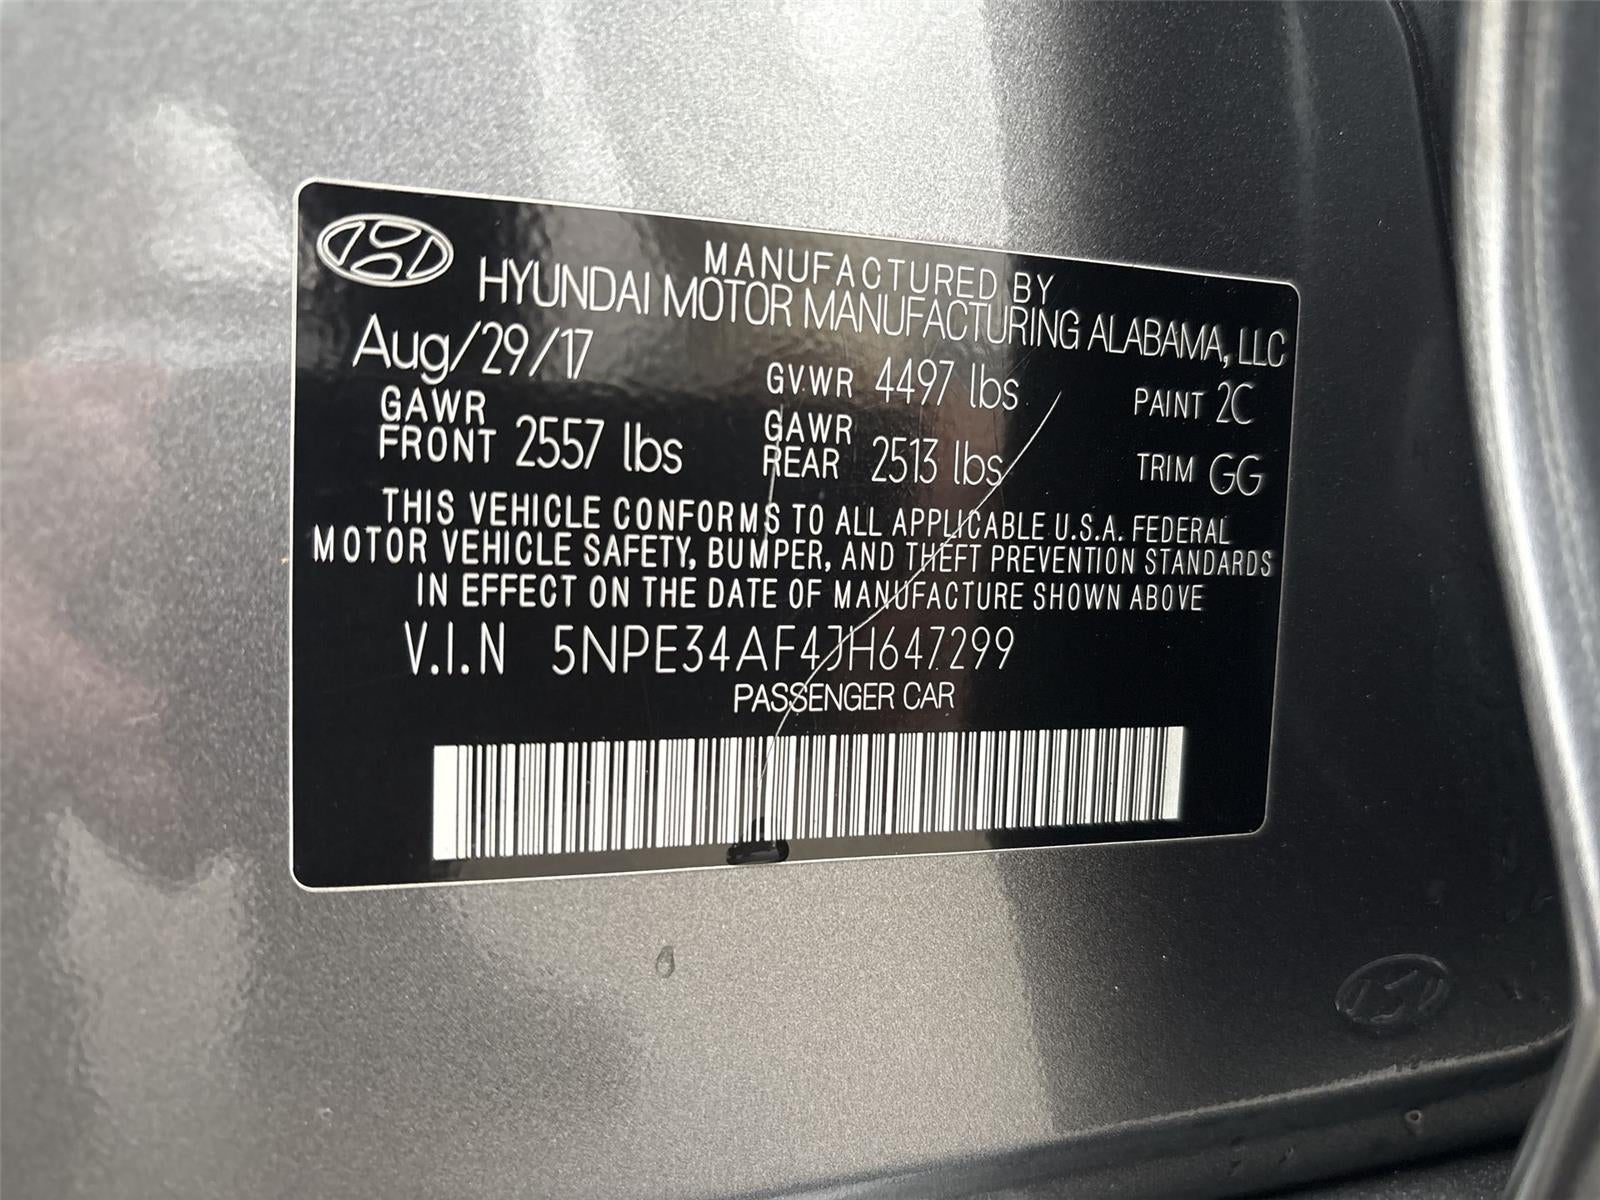 MANUFACTURED BY
HYUNDAI MOTOR MANUFACTURING ALABAMA, LLC
Aug/29/17 GVWR 4497 lbs PAINT 2C
GAWR FRONT 2557 lbs GAWR REAR 2513 lbs TRIM GG
THIS VEHICLE CONFORMS TO ALL APPLICABLE U.S.A. FEDERAL
MOTOR VEHICLE SAFETY, BUMPER, AND THEFT PREVENTION STANDARDS
IN EFFECT ON THE DATE OF MANUFACTURE SHOWN ABOVE
V.I.N 5NPE34AF4JH647299
PASSENGER CAR